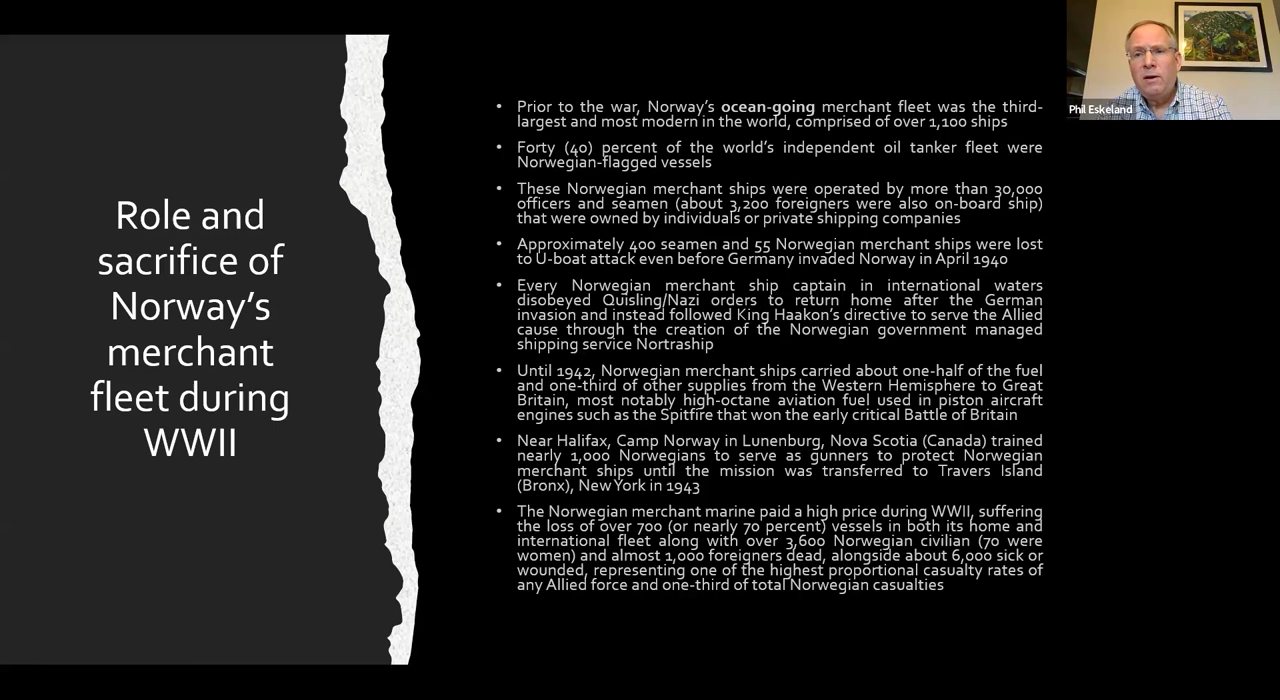 Role and
sacrifice of
Norway's
merchant
fleet during
WWII
• Prior to the war, Norway's ocean-going merchant fleet was the third-
largest and most modern in the world, comprised of over 1,100 ships
• Forty (40) percent of the world's independent oil tanker fleet were
Norwegian-flagged vessels
• These Norwegian merchant ships were operated by more than 30,000
officers and seamen (about 3,200 foreigners were also on-board ship)
that were owned by individuals or private shipping companies
• Approximately 400 seamen and 55 Norwegian merchant ships were lost
to U-boat attack even before Germany invaded Norway in April 1940
• Every Norwegian merchant ship captain in international waters
disobeyed Quisling/Nazi orders to return home after the German
invasion and instead followed King Haakon's directive to serve the Allied
cause through the creation of the Norwegian government managed
shipping service Nortraship
• Until 1942, Norwegian merchant ships carried about one-half of the fuel
and one-third of other supplies from the Western Hemisphere to Great
Britain, most notably high-octane aviation fuel used in piston aircraft
engines such as the Spitfire that won the early critical Battle of Britain
• Near Halifax, Camp Norway in Lunenburg, Nova Scotia (Canada) trained
nearly 1,000 Norwegians to serve as gunners to protect Norwegian
merchant ships until the mission was transferred to Travers Island
(Bronx), New York in 1943
• The Norwegian merchant marine paid a high price during WWII, suffering
the loss of over 700 (or nearly 70 percent) vessels in both its home and
international fleet along with over 3,600 Norwegian civilian (70 were
women) and almost 1,000 foreigners dead, alongside about 6,000 sick or
wounded, representing one of the highest proportional casualty rates of
any Allied force and one-third of total Norwegian casualties
Phil Eskeland